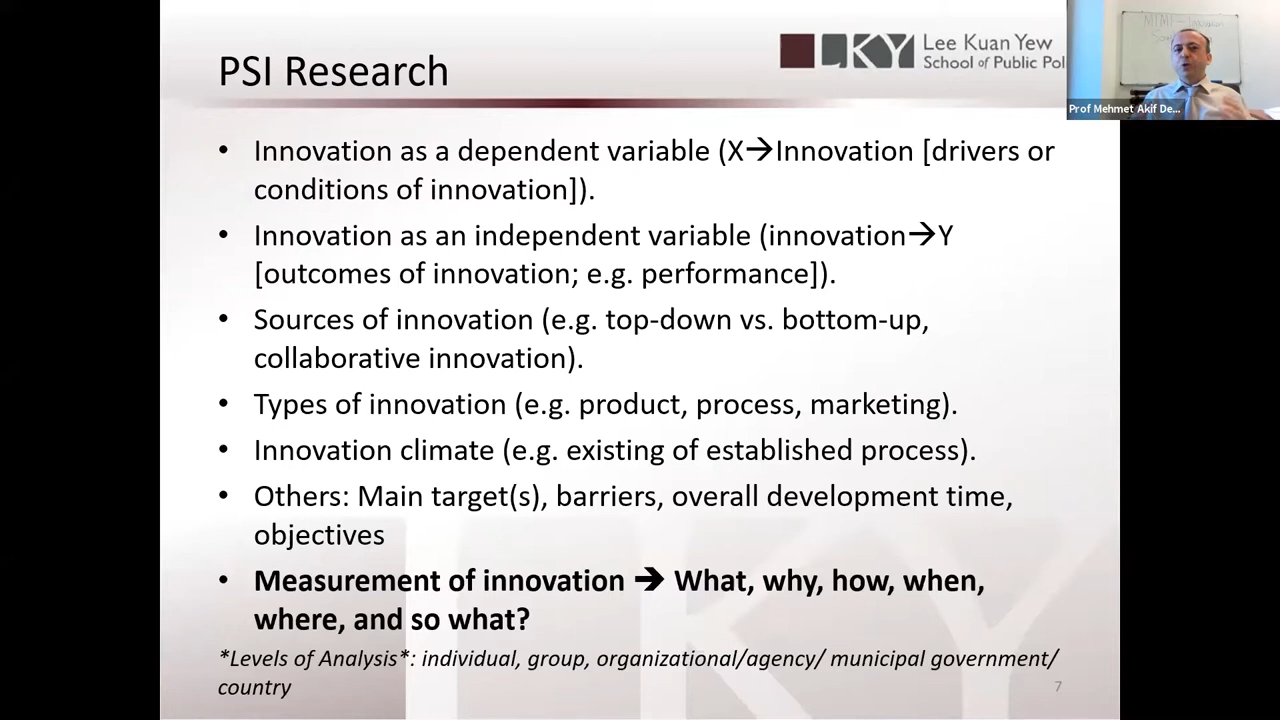 PSI Research
LKY
Lee Kuan Yew
School of Public Pol
Prof Mehmet Akif De...
• Innovation as a dependent variable (X→Innovation [drivers or
conditions of innovation]).
• Innovation as an independent variable (innovation→Y
[outcomes of innovation; e.g. performance]).
• Sources of innovation (e.g. top-down vs. bottom-up,
collaborative innovation).
• Types of innovation (e.g. product, process, marketing).
• Innovation climate (e.g. existing of established process).
• Others: Main target(s), barriers, overall development time,
objectives
• Measurement of innovation → What, why, how, when,
where, and so what?
*Levels of Analysis*: individual, group, organizational/agency/ municipal government/
country
7